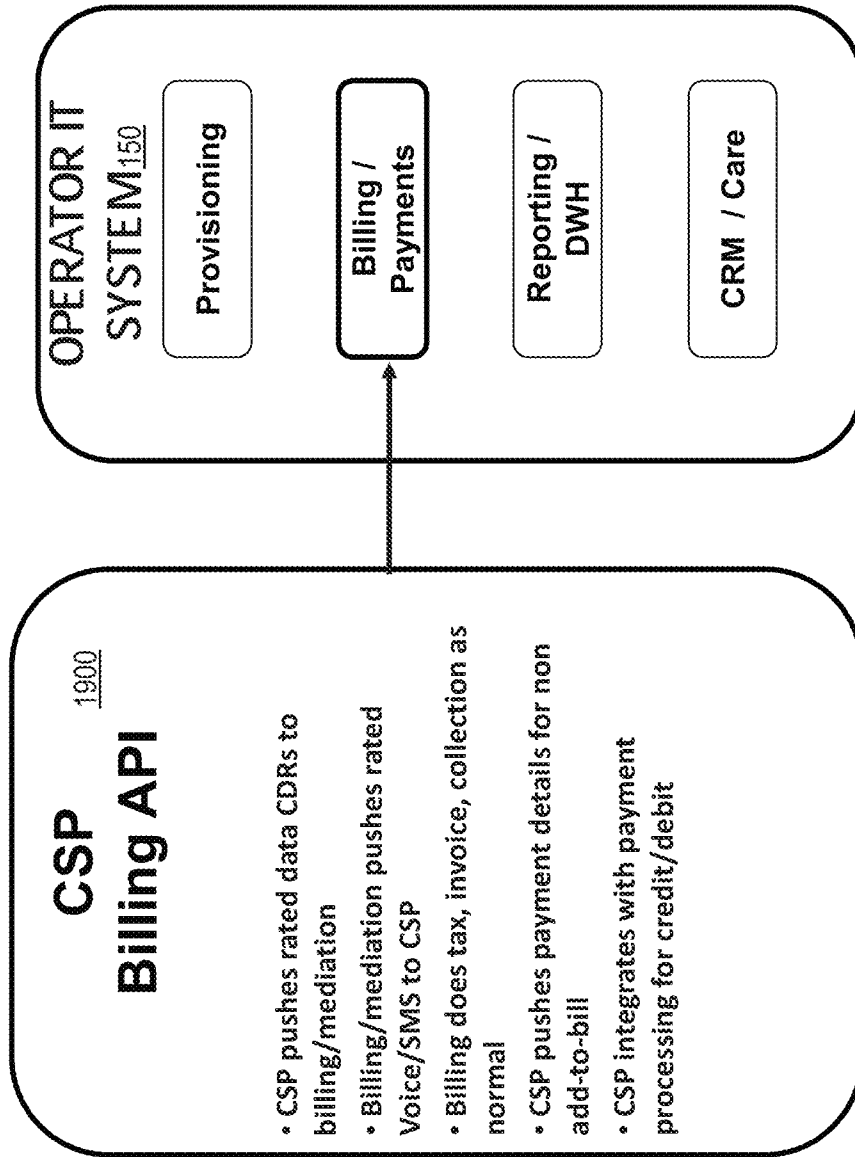 CSP
Billing API
1900
• CSP pushes rated data CDRs to
billing/mediation
• Billing/mediation pushes rated
Voice/SMS to CSP
• Billing does tax, invoice, collection as
normal
• CSP pushes payment details for non
add-to-bill
• CSP integrates with payment
processing for credit/debit
OPERATOR IT
SYSTEM 150
Provisioning
Billing /
Payments
Reporting /
DWH
CRM / Care